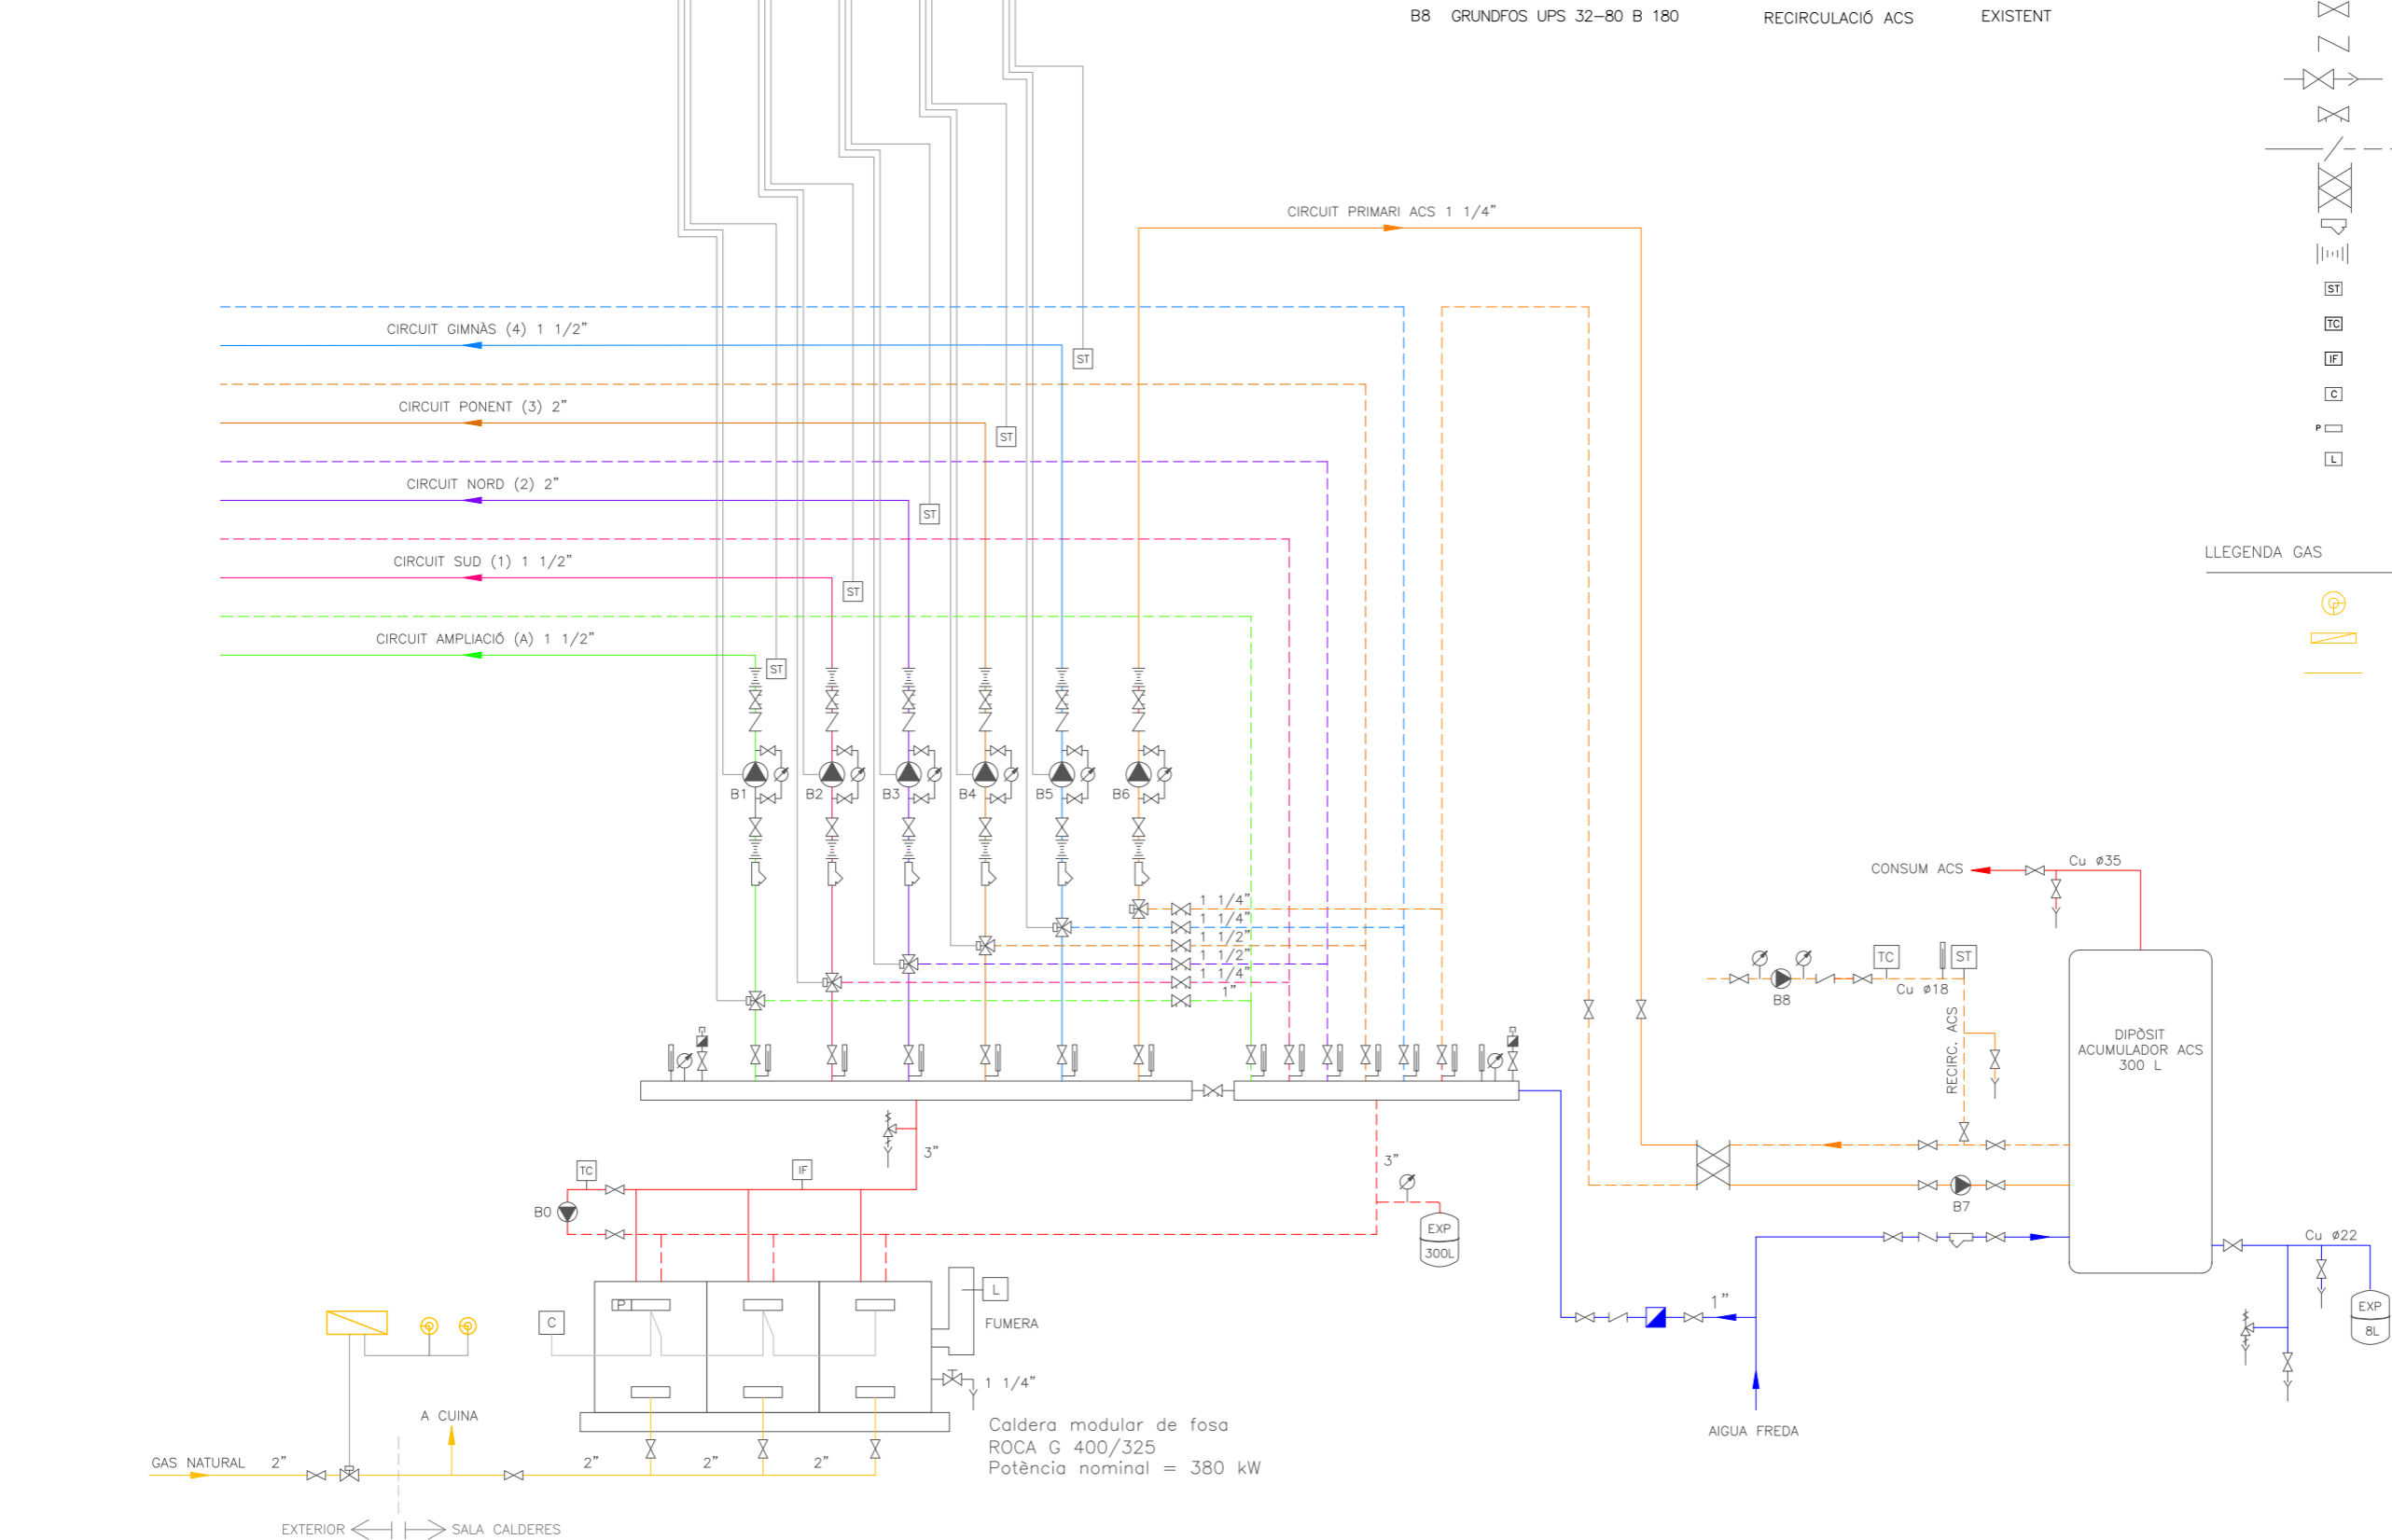 B8 GRUNDFOS UPS 32-80 B 180 RECIRCULACIÓ ACS EXISTENT
CIRCUIT PRIMARI ACS 1 1/4"
ST
TC
IF
C
P
L
CIRCUIT GIMNÀS (4) 1 1/2"
ST
CIRCUIT PONENT (3) 2"
ST
CIRCUIT NORD (2) 2"
ST
CIRCUIT SUD (1) 1 1/2"
ST
CIRCUIT AMPLIACIÓ (A) 1 1/2"
ST
LLEGENDA GAS
B1 B2 B3 B4 B5 B6
1 1/4"
1 1/4"
1 1/2"
1 1/2"
1 1/4"
1"
CONSUM ACS
Cu ø35
TC
ST
B8
Cu ø18
RECIRC. ACS
DIPÒSIT
ACUMULADOR ACS
300 L
3"
3"
TC
IF
B0
EXP
300L
B7
Cu ø22
EXP
8L
1"
AIGUA FREDA
P
C
L
FUMERA
1 1/4"
Caldera modular de fosa
ROCA G 400/325
Potència nominal = 380 kW
A CUINA
GAS NATURAL 2"
2" 2" 2"
EXTERIOR SALA CALDERES